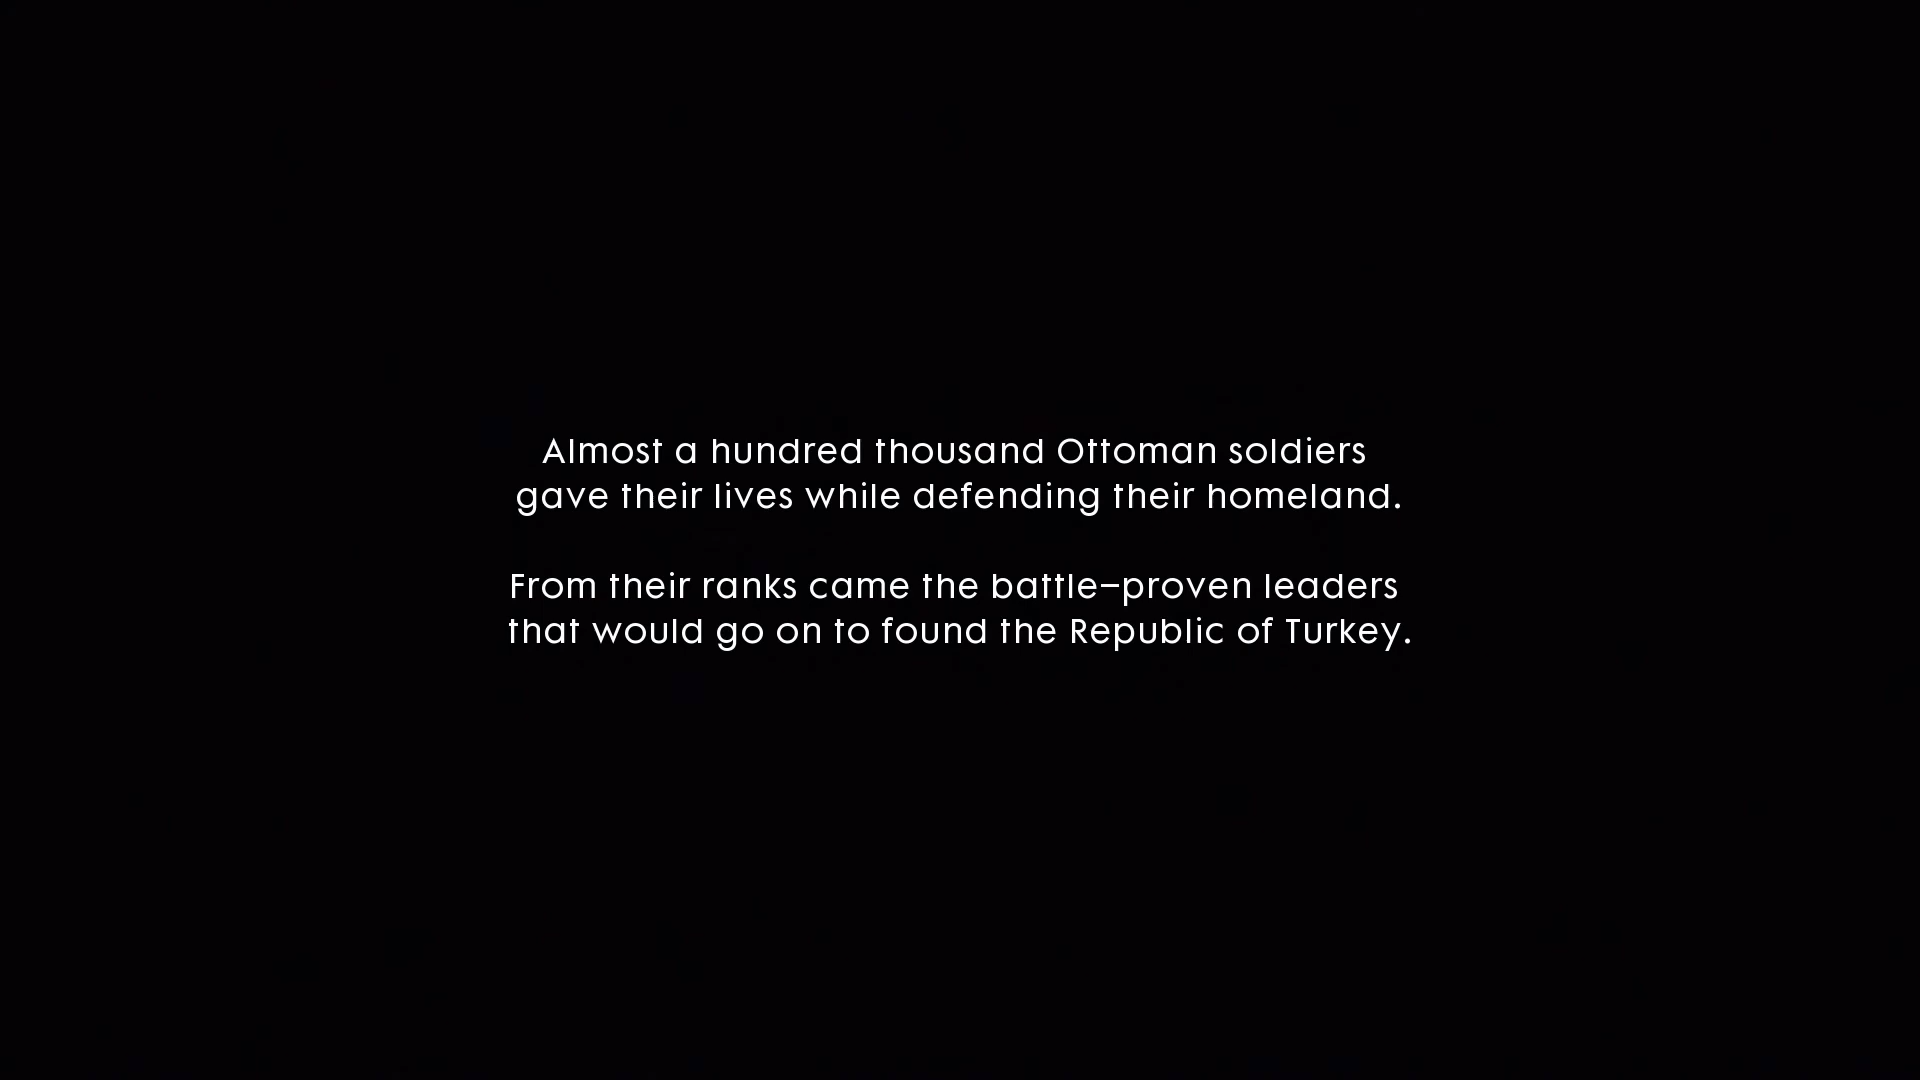 Almost a hundred thousand Ottoman soldiers
gave their lives while defending their homeland.
From their ranks came the battle-proven leaders
that would go on to found the Republic of Turkey.